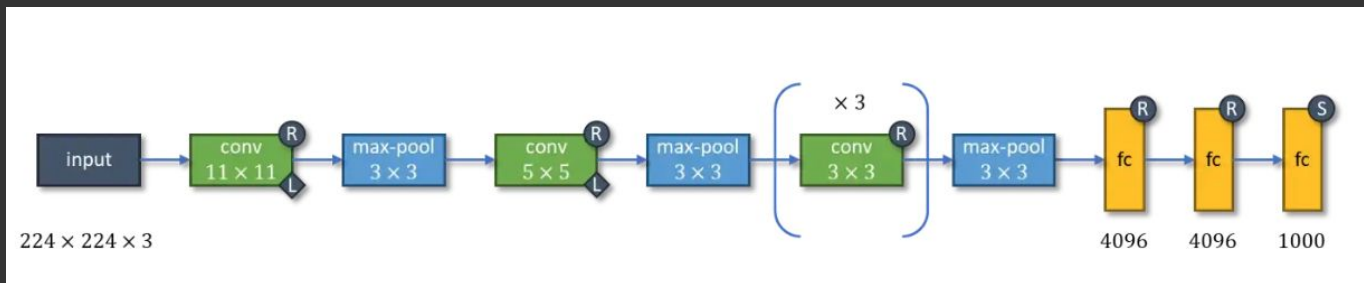 input
224 × 224 × 3
conv
11 × 11
R
L
max-pool
3 × 3
conv
5 × 5
R
L
max-pool
3 × 3
× 3
conv
3 × 3
R
max-pool
3 × 3
fc
R
4096
fc
R
4096
fc
S
1000